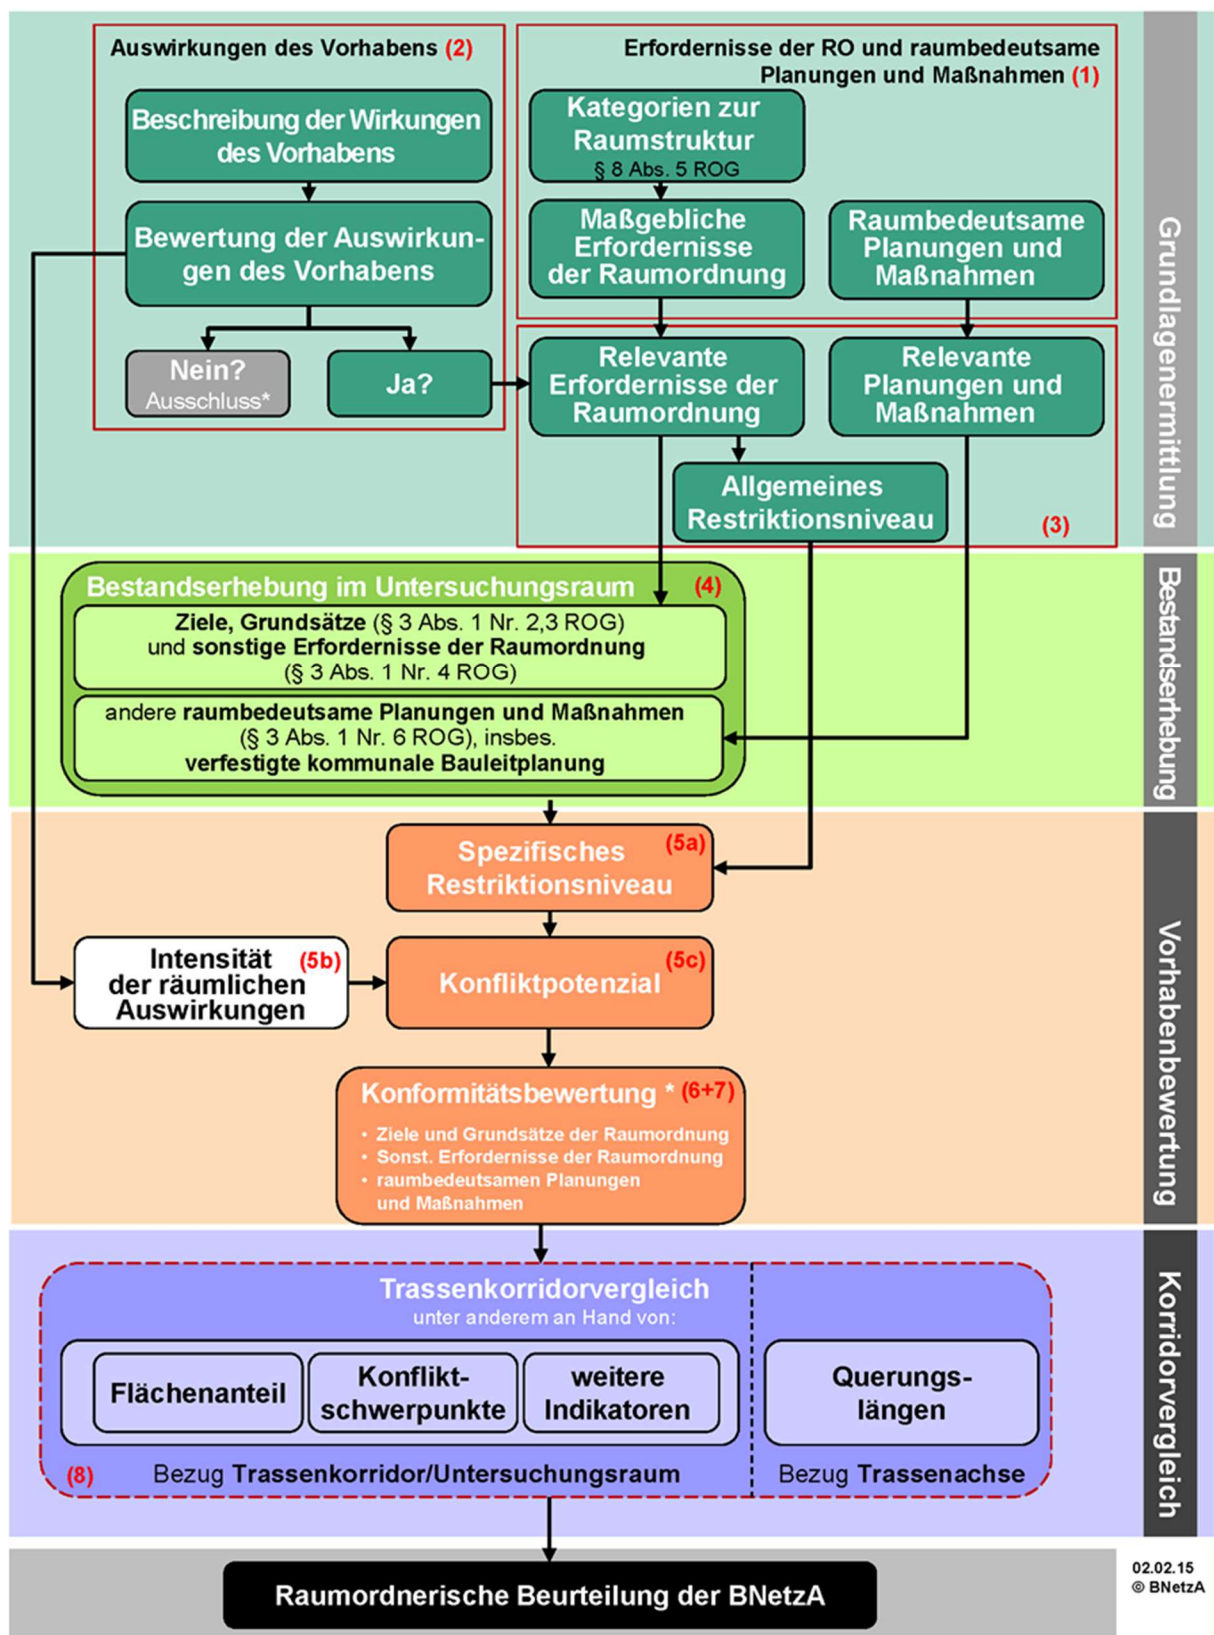 Auswirkungen des Vorhabens (2)
Beschreibung der Wirkungen
des Vorhabens
Bewertung der Auswirkun-
gen des Vorhabens
Nein?
Ausschluss*
Ja?
Erfordernisse der RO und raumbedeutsame
Planungen und Maßnahmen (1)
Kategorien zur
Raumstruktur
§ 8 Abs. 5 ROG
Maßgebliche
Erfordernisse
der Raumordnung
Raumbedeutsame
Planungen und
Maßnahmen
Relevante
Erfordernisse der
Raumordnung
Relevante
Planungen und
Maßnahmen
Allgemeines
Restriktionsniveau
(3)
Grundlagenermittlung
Bestandserhebung im Untersuchungsraum (4)
Ziele, Grundsätze (§ 3 Abs. 1 Nr. 2,3 ROG)
und sonstige Erfordernisse der Raumordnung
(§ 3 Abs. 1 Nr. 4 ROG)
andere raumbedeutsame Planungen und Maßnahmen
(§ 3 Abs. 1 Nr. 6 ROG), insbes.
verfestigte kommunale Bauleitplanung
Bestandserhebung
Spezifisches
Restriktionsniveau
(5a)
Intensität
der räumlichen
Auswirkungen
(5b)
Konfliktpotenzial
(5c)
Konformitätsbewertung * (6+7)
• Ziele und Grundsätze der Raumordnung
• Sonst. Erfordernisse der Raumordnung
• raumbedeutsamen Planungen
und Maßnahmen
Vorhabenbewertung
Trassenkorridorvergleich
unter anderem an Hand von:
Flächenanteil
Konflikt-
schwerpunkte
weitere
Indikatoren
Querungs-
längen
(8)
Bezug Trassenkorridor/Untersuchungsraum
Bezug Trassenachse
Korridorvergleich
Raumordnerische Beurteilung der BNetzA
02.02.15
© BNetzA